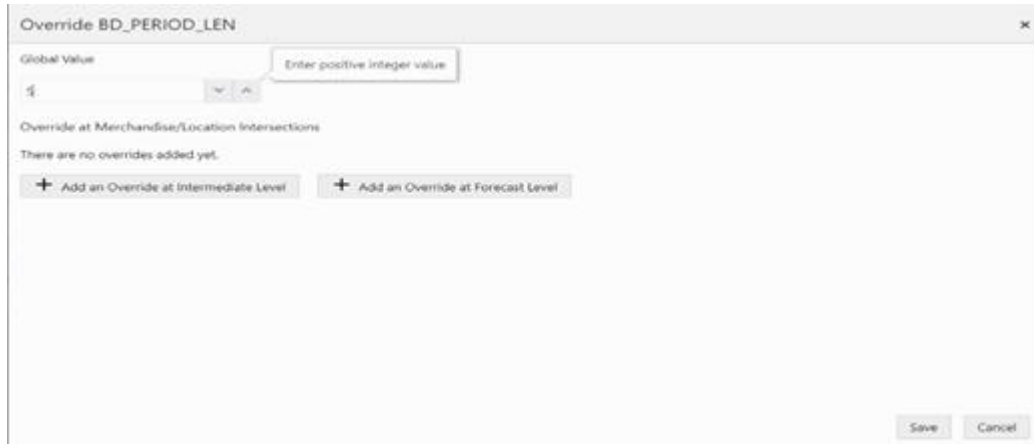 Override BD_PERIOD_LEN
×
Global Value
Enter positive integer value
5
Override at Merchandise/Location Intersections
There are no overrides added yet.
+ Add an Override at Intermediate Level + Add an Override at Forecast Level
Save Cancel